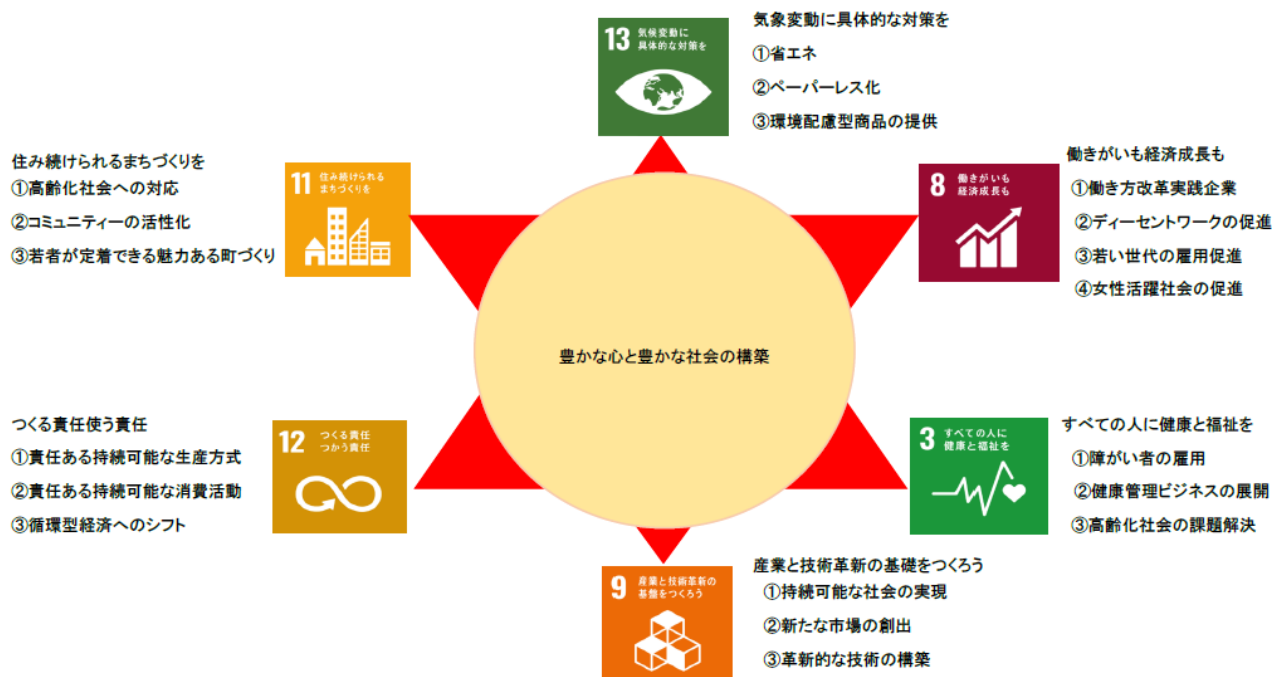 13 気候変動に
具体的な対策を
気象変動に具体的な対策を
①省エネ
②ペーパーレス化
③環境配慮型商品の提供
住み続けられるまちづくりを
①高齢化社会への対応
②コミュニティーの活性化
③若者が定着できる魅力ある町づくり
11 住み続けられる
まちづくりを
8 働きがいも
経済成長も
働きがいも経済成長も
①働き方改革実践企業
②ディーセントワークの促進
③若い世代の雇用促進
④女性活躍社会の促進
豊かな心と豊かな社会の構築
つくる責任使う責任
①責任ある持続可能な生産方式
②責任ある持続可能な消費活動
③循環型経済へのシフト
12 つくる責任
つかう責任
3 すべての人に
健康と福祉を
すべての人に健康と福祉を
①障がい者の雇用
②健康管理ビジネスの展開
③高齢化社会の課題解決
9 産業と技術革新の
基盤をつくろう
産業と技術革新の基礎をつくろう
①持続可能な社会の実現
②新たな市場の創出
③革新的な技術の構築